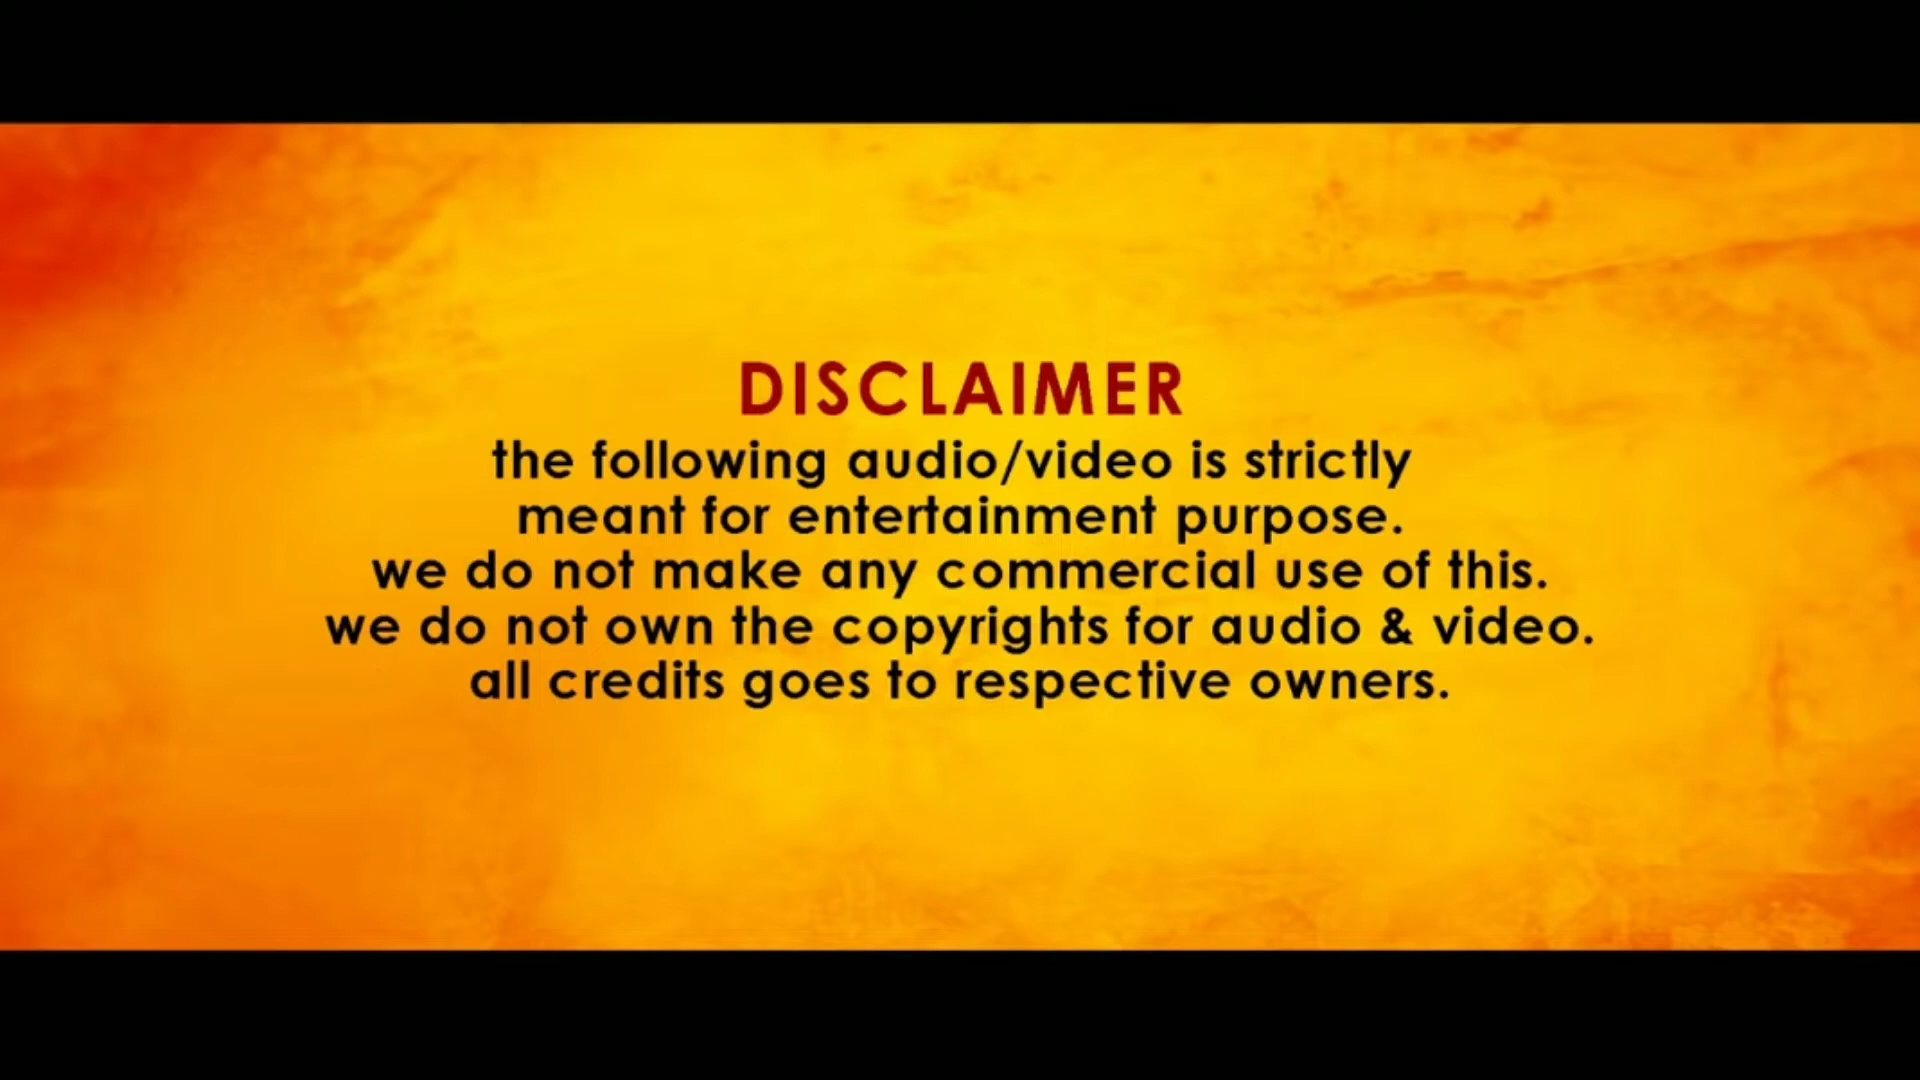 DISCLAIMER
the following audio/video is strictly
meant for entertainment purpose.
we do not make any commercial use of this.
we do not own the copyrights for audio & video.
all credits goes to respective owners.